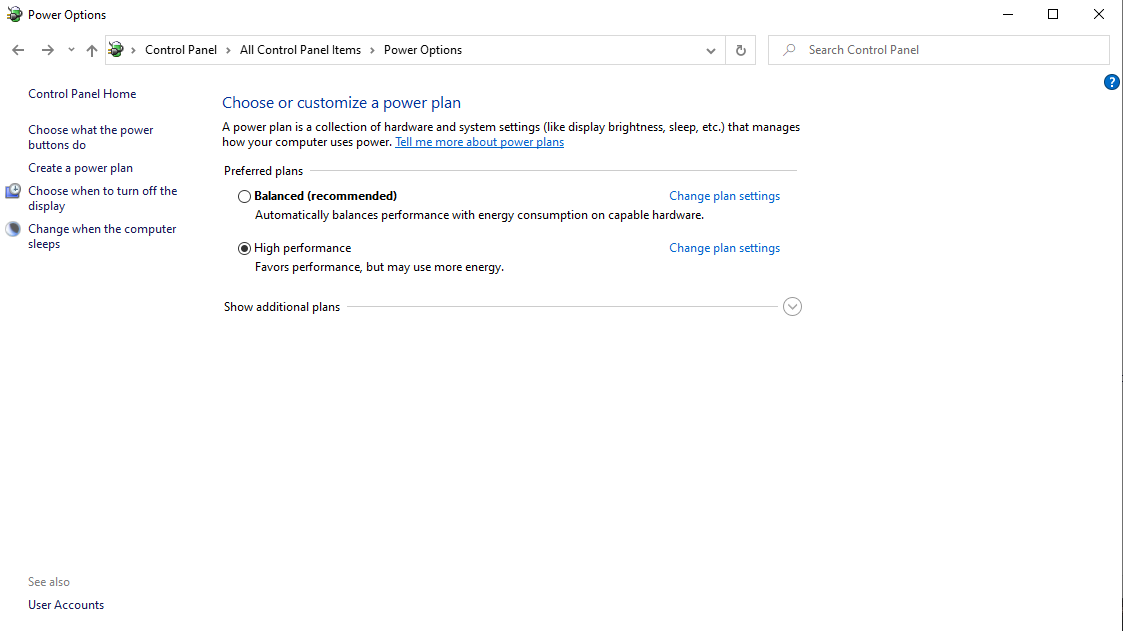 Power Options
Control Panel > All Control Panel Items > Power Options
Search Control Panel
?
Control Panel Home
Choose what the power
buttons do
Create a power plan
Choose when to turn off the
display
Change when the computer
sleeps
Choose or customize a power plan
A power plan is a collection of hardware and system settings (like display brightness, sleep, etc.) that manages
how your computer uses power. Tell me more about power plans
Preferred plans
Balanced (recommended) Change plan settings
Automatically balances performance with energy consumption on capable hardware.
High performance Change plan settings
Favors performance, but may use more energy.
Show additional plans
See also
User Accounts